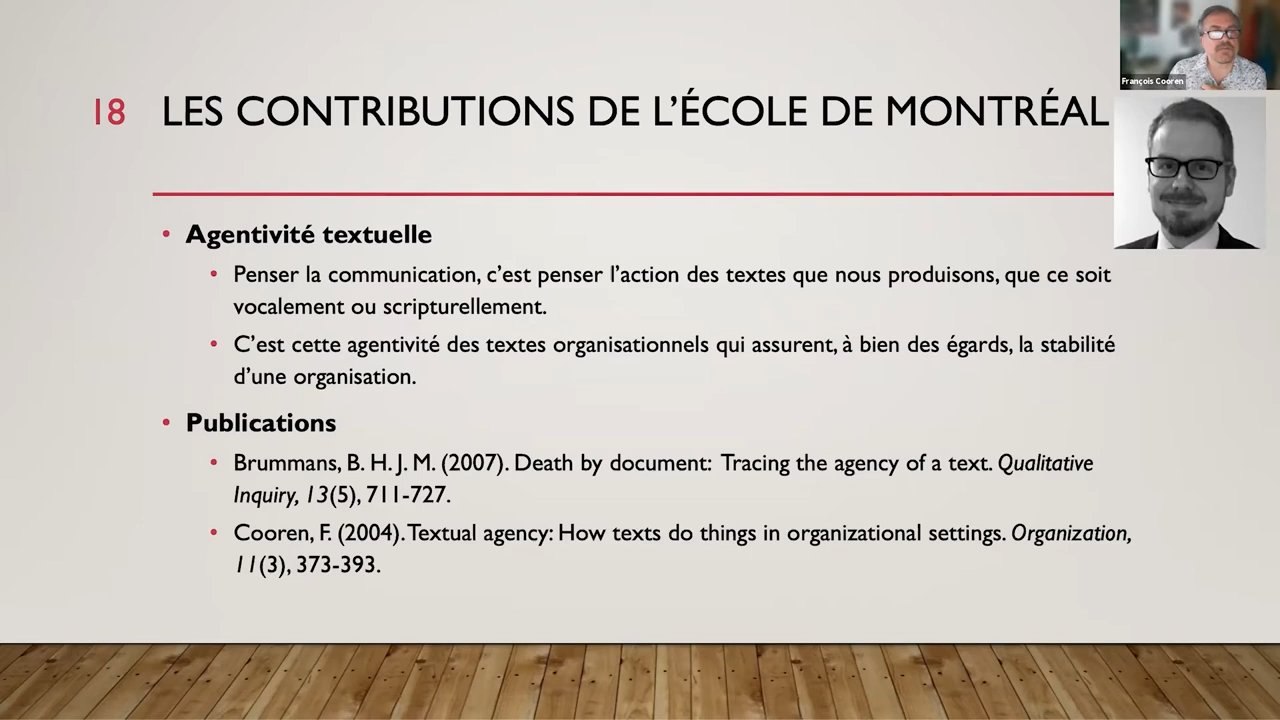 François Cooren
18 LES CONTRIBUTIONS DE L'ÉCOLE DE MONTRÉAL
• Agentivité textuelle
• Penser la communication, c'est penser l'action des textes que nous produisons, que ce soit
vocalement ou scripturellement.
• C'est cette agentivité des textes organisationnels qui assurent, à bien des égards, la stabilité
d'une organisation.
• Publications
• Brummans, B. H. J. M. (2007). Death by document: Tracing the agency of a text. Qualitative
Inquiry, 13(5), 711-727.
• Cooren, F. (2004). Textual agency: How texts do things in organizational settings. Organization,
11(3), 373-393.